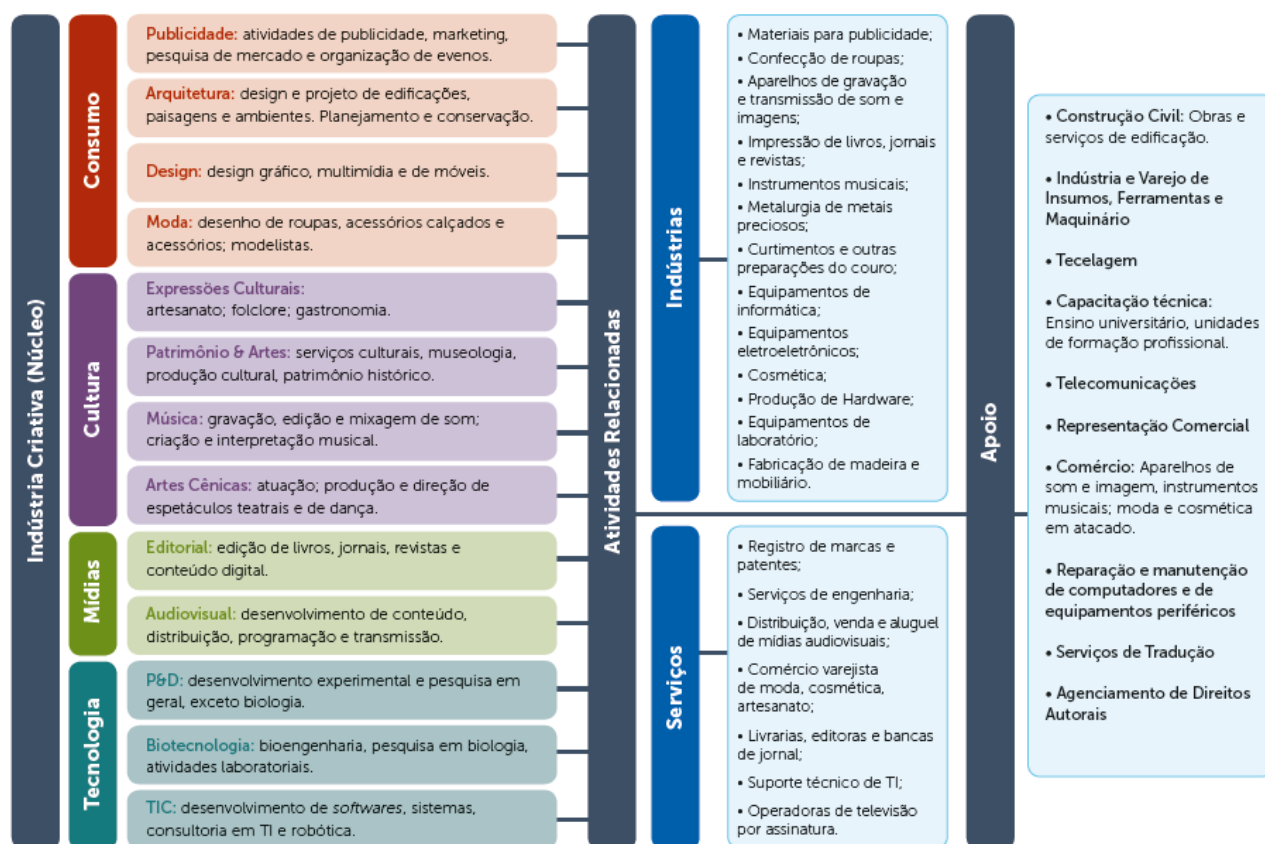 Indústria Criativa (Núcleo)
Consumo
Publicidade: atividades de publicidade, marketing,
pesquisa de mercado e organização de evenos.
Arquitetura: design e projeto de edificações,
paisagens e ambientes. Planejamento e conservação.
Design: design gráfico, multimídia e de móveis.
Moda: desenho de roupas, acessórios calçados e
acessórios; modelistas.
Cultura
Expressões Culturais:
artesanato; folclore; gastronomia.
Patrimônio & Artes: serviços culturais, museologia,
produção cultural, patrimônio histórico.
Música: gravação, edição e mixagem de som;
criação e interpretação musical.
Artes Cênicas: atuação; produção e direção de
espetáculos teatrais e de dança.
Mídias
Editorial: edição de livros, jornais, revistas e
conteúdo digital.
Audiovisual: desenvolvimento de conteúdo,
distribuição, programação e transmissão.
Tecnologia
P&D: desenvolvimento experimental e pesquisa em
geral, exceto biologia.
Biotecnologia: bioengenharia, pesquisa em biologia,
atividades laboratoriais.
TIC: desenvolvimento de softwares, sistemas,
consultoria em TI e robótica.
Atividades Relacionadas
Indústrias
• Materiais para publicidade;
• Confecção de roupas;
• Aparelhos de gravação
e transmissão de som e
imagens;
• Impressão de livros, jornais
e revistas;
• Instrumentos musicais;
• Metalurgia de metais
preciosos;
• Curtimentos e outras
preparações do couro;
• Equipamentos de
informática;
• Equipamentos
eletroeletrônicos;
• Cosmética;
• Produção de Hardware;
• Equipamentos de
laboratório;
• Fabricação de madeira e
mobiliário.
Serviços
• Registro de marcas e
patentes;
• Serviços de engenharia;
• Distribuição, venda e aluguel
de mídias audiovisuais;
• Comércio varejista
de moda, cosmética,
artesanato;
• Livrarias, editoras e bancas
de jornal;
• Suporte técnico de TI;
• Operadoras de televisão
por assinatura.
Apoio
• Construção Civil: Obras e
serviços de edificação.
• Indústria e Varejo de
Insumos, Ferramentas e
Maquinário
• Tecelagem
• Capacitação técnica:
Ensino universitário, unidades
de formação profissional.
• Telecomunicações
• Representação Comercial
• Comércio: Aparelhos de
som e imagem, instrumentos
musicais; moda e cosmética
em atacado.
• Reparação e manutenção
de computadores e de
equipamentos periféricos
• Serviços de Tradução
• Agenciamento de Direitos
Autorais